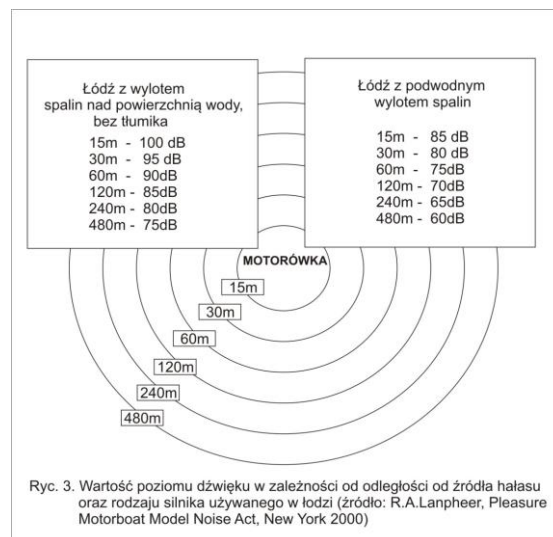 Łódź z wylotem
spalin nad powierzchnią wody,
bez tłumika
15m - 100 dB
30m - 95 dB
60m - 90dB
120m - 85dB
240m - 80dB
480m - 75dB
Łódź z podwodnym
wylotem spalin
15m - 85 dB
30m - 80 dB
60m - 75dB
120m - 70dB
240m - 65dB
480m - 60dB
MOTORÓWKA
15m
30m
60m
120m
240m
480m
Ryc. 3. Wartość poziomu dźwięku w zależności od odległości od źródła hałasu
oraz rodzaju silnika używanego w łodzi (źródło: R.A.Lanpheer, Pleasure
Motorboat Model Noise Act, New York 2000)